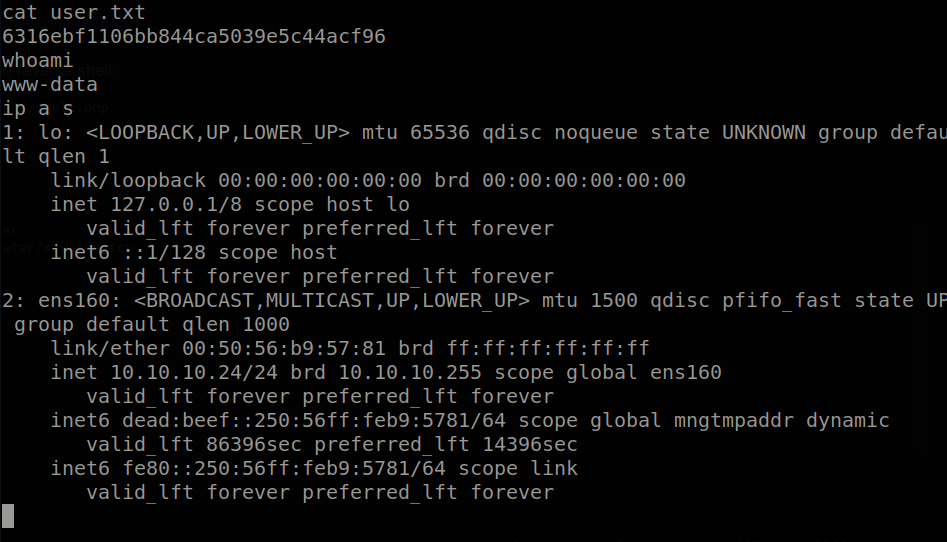 cat user.txt
6316ebf1106bb844ca5039e5c44acf96
whoami
www-data
ip a s
1: lo: <LOOPBACK,UP,LOWER_UP> mtu 65536 qdisc noqueue state UNKNOWN group defau
lt qlen 1
    link/loopback 00:00:00:00:00:00 brd 00:00:00:00:00:00
    inet 127.0.0.1/8 scope host lo
       valid_lft forever preferred_lft forever
    inet6 ::1/128 scope host
       valid_lft forever preferred_lft forever
2: ens160: <BROADCAST,MULTICAST,UP,LOWER_UP> mtu 1500 qdisc pfifo_fast state UP
 group default qlen 1000
    link/ether 00:50:56:b9:57:81 brd ff:ff:ff:ff:ff:ff
    inet 10.10.10.24/24 brd 10.10.10.255 scope global ens160
       valid_lft forever preferred_lft forever
    inet6 dead:beef::250:56ff:feb9:5781/64 scope global mngtmpaddr dynamic
       valid_lft 86396sec preferred_lft 14396sec
    inet6 fe80::250:56ff:feb9:5781/64 scope link
       valid_lft forever preferred_lft forever